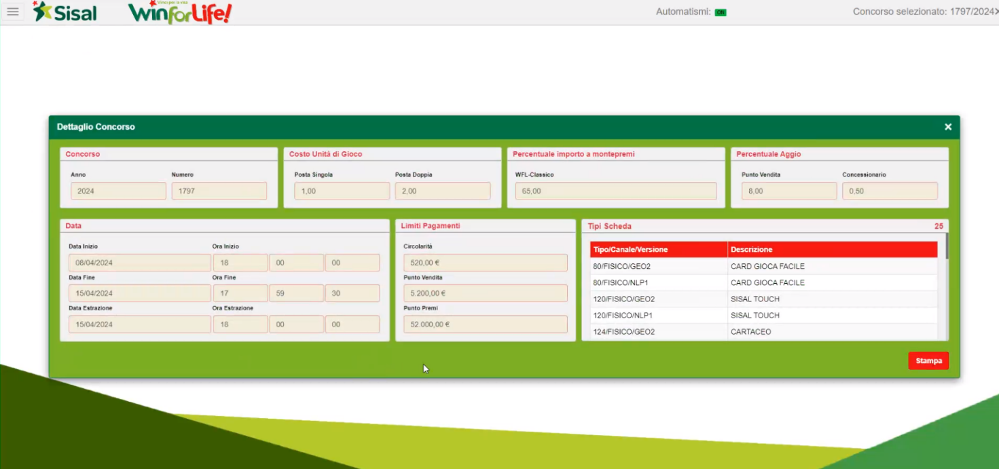 Sisal
Vinci per la vita
Win for Life!
Automatismi: ON
Concorso selezionato: 1797/2024
Dettaglio Concorso
Concorso
Anno Numero
2024 1797
Costo Unità di Gioco
Posta Singola Posta Doppia
1,00 2,00
Percentuale importo a montepremi
WFL-Classico
65,00
Percentuale Aggio
Punto Vendita Concessionario
8,00 0,50
Data
Data Inizio Ora Inizio
08/04/2024 18 00 00
Data Fine Ora Fine
15/04/2024 17 59 30
Data Estrazione Ora Estrazione
15/04/2024 18 00 00
Limiti Pagamenti
Circolarità
520,00 €
Punto Vendita
5.200,00 €
Punto Premi
52.000,00 €
Tipi Scheda 25
Tipo/Canale/Versione Descrizione
80/FISICO/GEO2 CARD GIOCA FACILE
80/FISICO/NLP1 CARD GIOCA FACILE
120/FISICO/GEO2 SISAL TOUCH
120/FISICO/NLP1 SISAL TOUCH
124/FISICO/GEO2 CARTACEO
Stampa